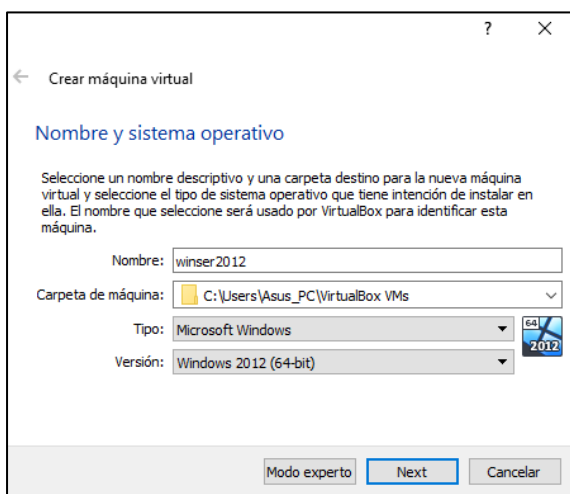 ?
Crear máquina virtual
Nombre y sistema operativo
Seleccione un nombre descriptivo y una carpeta destino para la nueva máquina
virtual y seleccione el tipo de sistema operativo que tiene intención de instalar en
ella. El nombre que seleccione será usado por VirtualBox para identificar esta
máquina.
Nombre: winser2012
Carpeta de máquina: C:\Users\Asus_PC\VirtualBox VMs
Tipo: Microsoft Windows
64
2012
Versión: Windows 2012 (64-bit)
Modo experto Next Cancelar